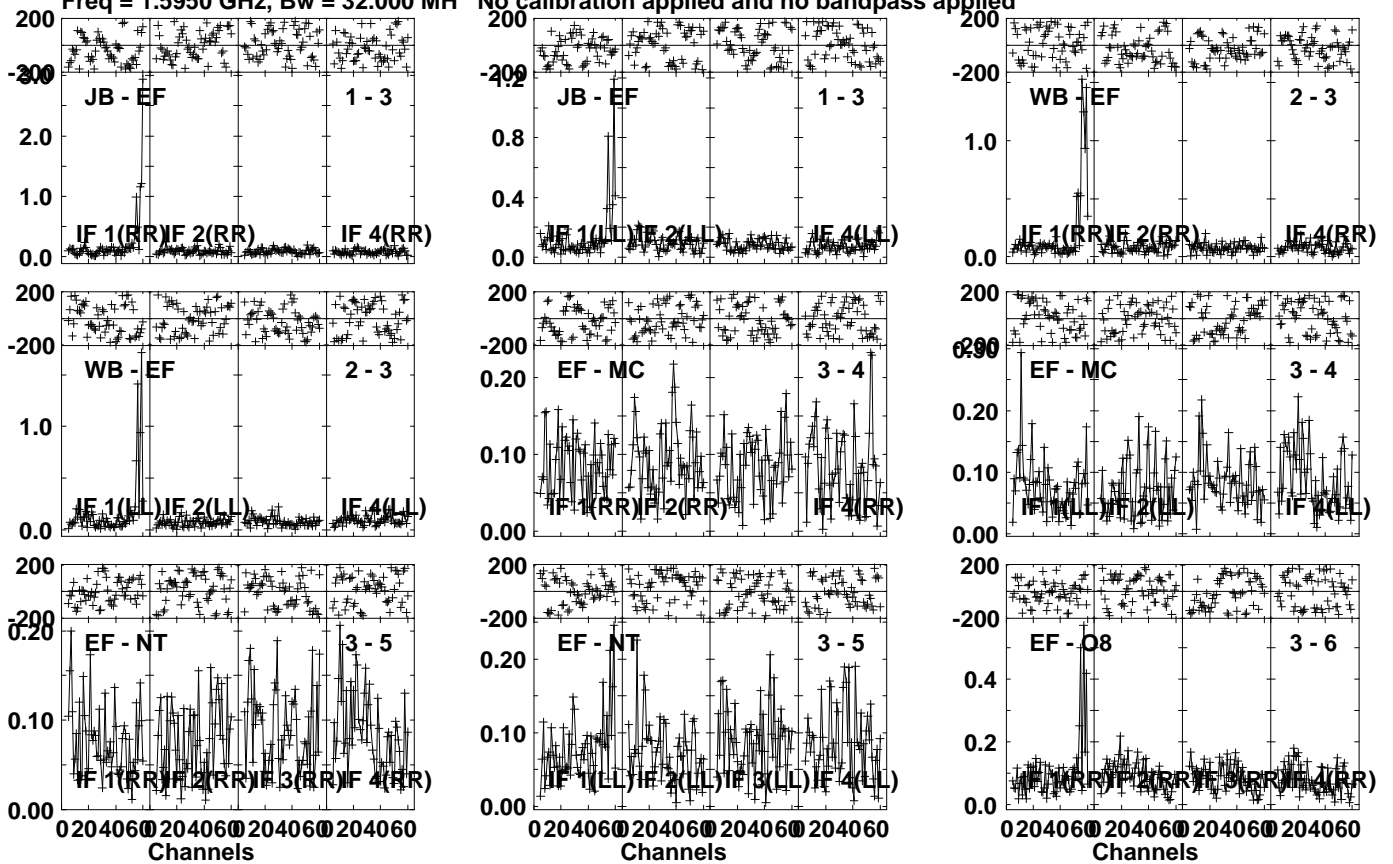 Freq = 1.5950 GHz, Bw = 32.000 MH No calibration applied and no bandpass applied
200
-200
3.0
2.0
1.0
0.0
JB - EF 1 - 3
IF 1(RR) IF 2(RR) IF 4(RR)
200
-200
1.2
0.8
0.4
0.0
JB - EF 1 - 3
IF 1(LL) IF 2(LL) IF 4(LL)
200
-200
1.0
0.0
WB - EF 2 - 3
IF 1(RR) IF 2(RR) IF 4(RR)
200
-200
1.0
0.0
WB - EF 2 - 3
IF 1(LL) IF 2(LL) IF 4(LL)
200
-200
0.20
0.10
0.00
EF - MC 3 - 4
IF 1(RR) IF 2(RR) IF 4(RR)
200
-200
0.30
0.20
0.10
0.00
EF - MC 3 - 4
IF 1(LL) IF 2(LL) IF 4(LL)
200
-200
0.20
0.10
0.00
EF - NT 3 - 5
IF 1(RR) IF 2(RR) IF 3(RR) IF 4(RR)
0 20 40 60 0 20 40 60 0 20 40 60 0 20 40 60
Channels
200
-200
0.20
0.10
0.00
EF - NT 3 - 5
IF 1(LL) IF 2(LL) IF 3(LL) IF 4(LL)
0 20 40 60 0 20 40 60 0 20 40 60 0 20 40 60
Channels
200
-200
0.4
0.2
0.0
EF - O8 3 - 6
IF 1(RR) IF 2(RR) IF 3(RR) IF 4(RR)
0 20 40 60 0 20 40 60 0 20 40 60 0 20 40 60
Channels